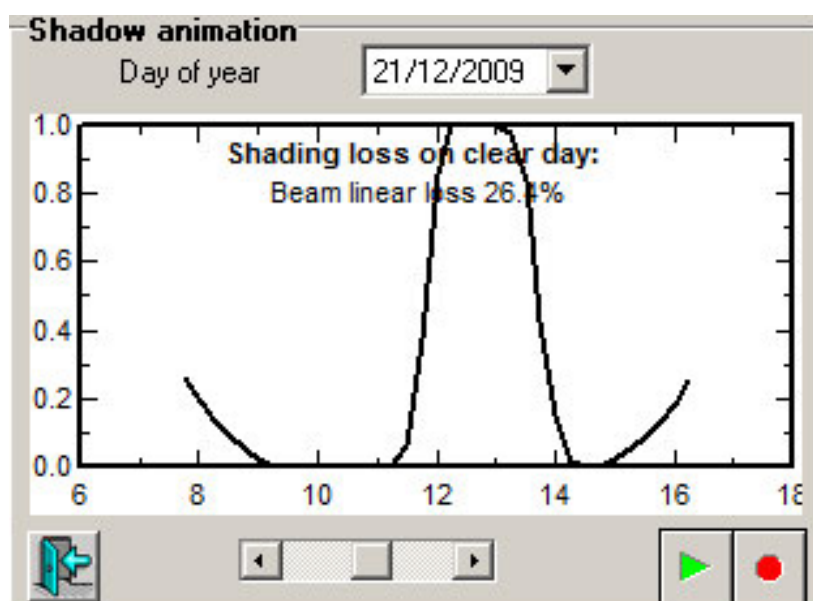 Shadow animation
Day of year 21/12/2009
1.0
Shading loss on clear day:
0.8
Beam linear loss 26.4%
0.6
0.4
0.2
0.0
6 8 10 12 14 16 18